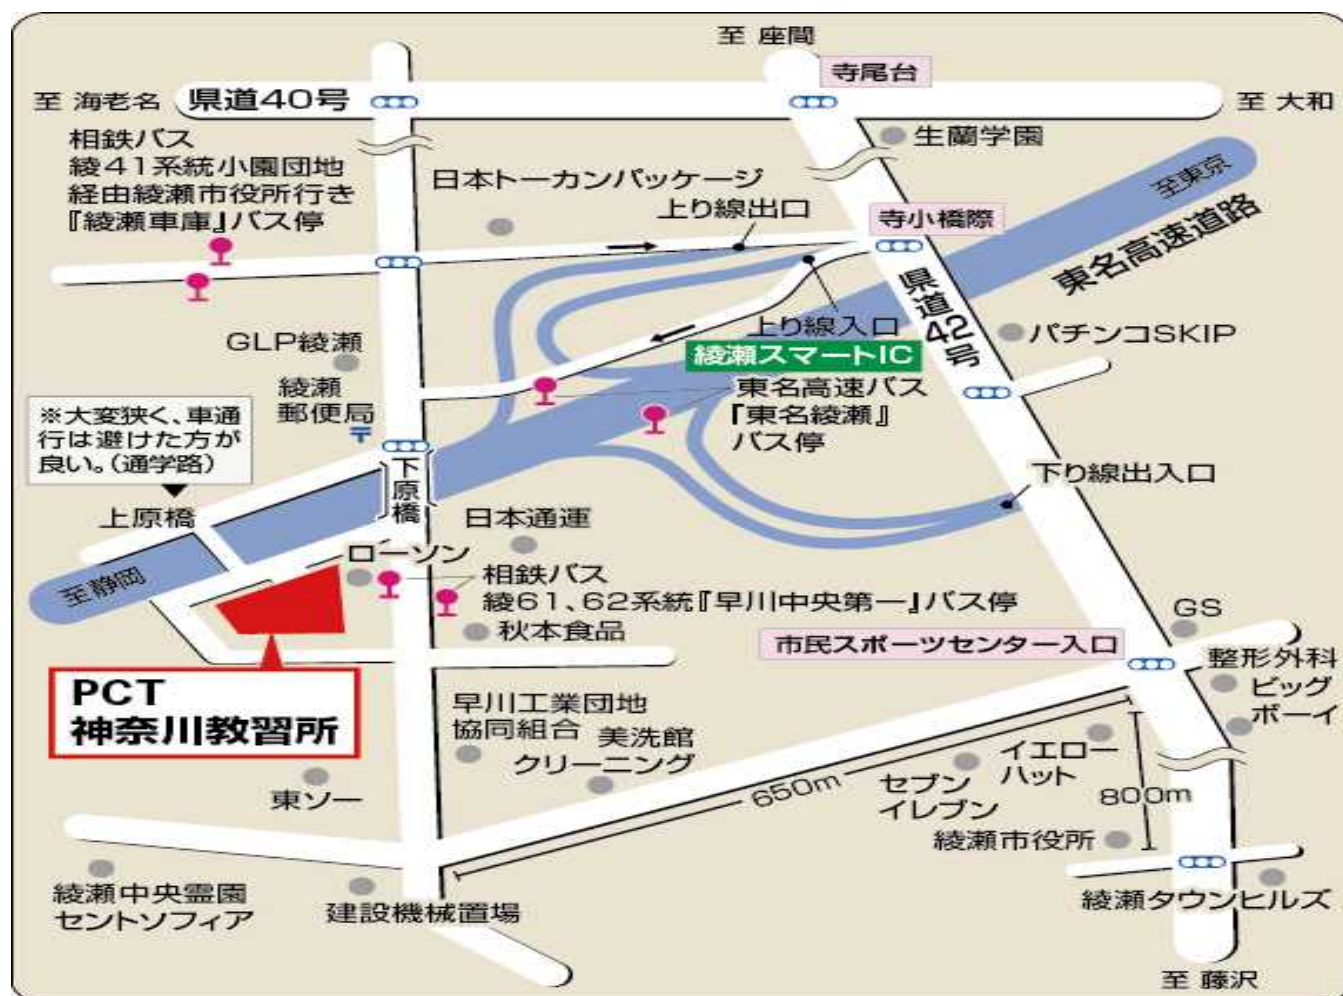 至 座間
寺尾台
至 海老名
県道40号
至 大和
相鉄バス
綾41系統小園団地
経由綾瀬市役所行き
『綾瀬車庫』バス停
生蘭学園
日本トーカンパッケージ
至東京
上り線出口
寺小橋際
東名高速道路
県道42号
上り線入口
パチンコSKIP
GLP綾瀬
綾瀬スマートIC
綾瀬
郵便局
〒
東名高速バス
『東名綾瀬』
バス停
※大変狭く、車通
行は避けた方が
良い。(通学路)
下原橋
下り線出入口
上原橋
日本通運
ローソン
至静岡
相鉄バス
綾61、62系統『早川中央第一』バス停
GS
秋本食品
市民スポーツセンター入口
整形外科
ビッグ
ボーイ
PCT
神奈川教習所
早川工業団地
協同組合
美洗館
クリーニング
イエロー
ハット
セブン
イレブン
650m
800m
東ソー
綾瀬市役所
綾瀬中央霊園
セントソフィア
建設機械置場
綾瀬タウンヒルズ
至 藤沢